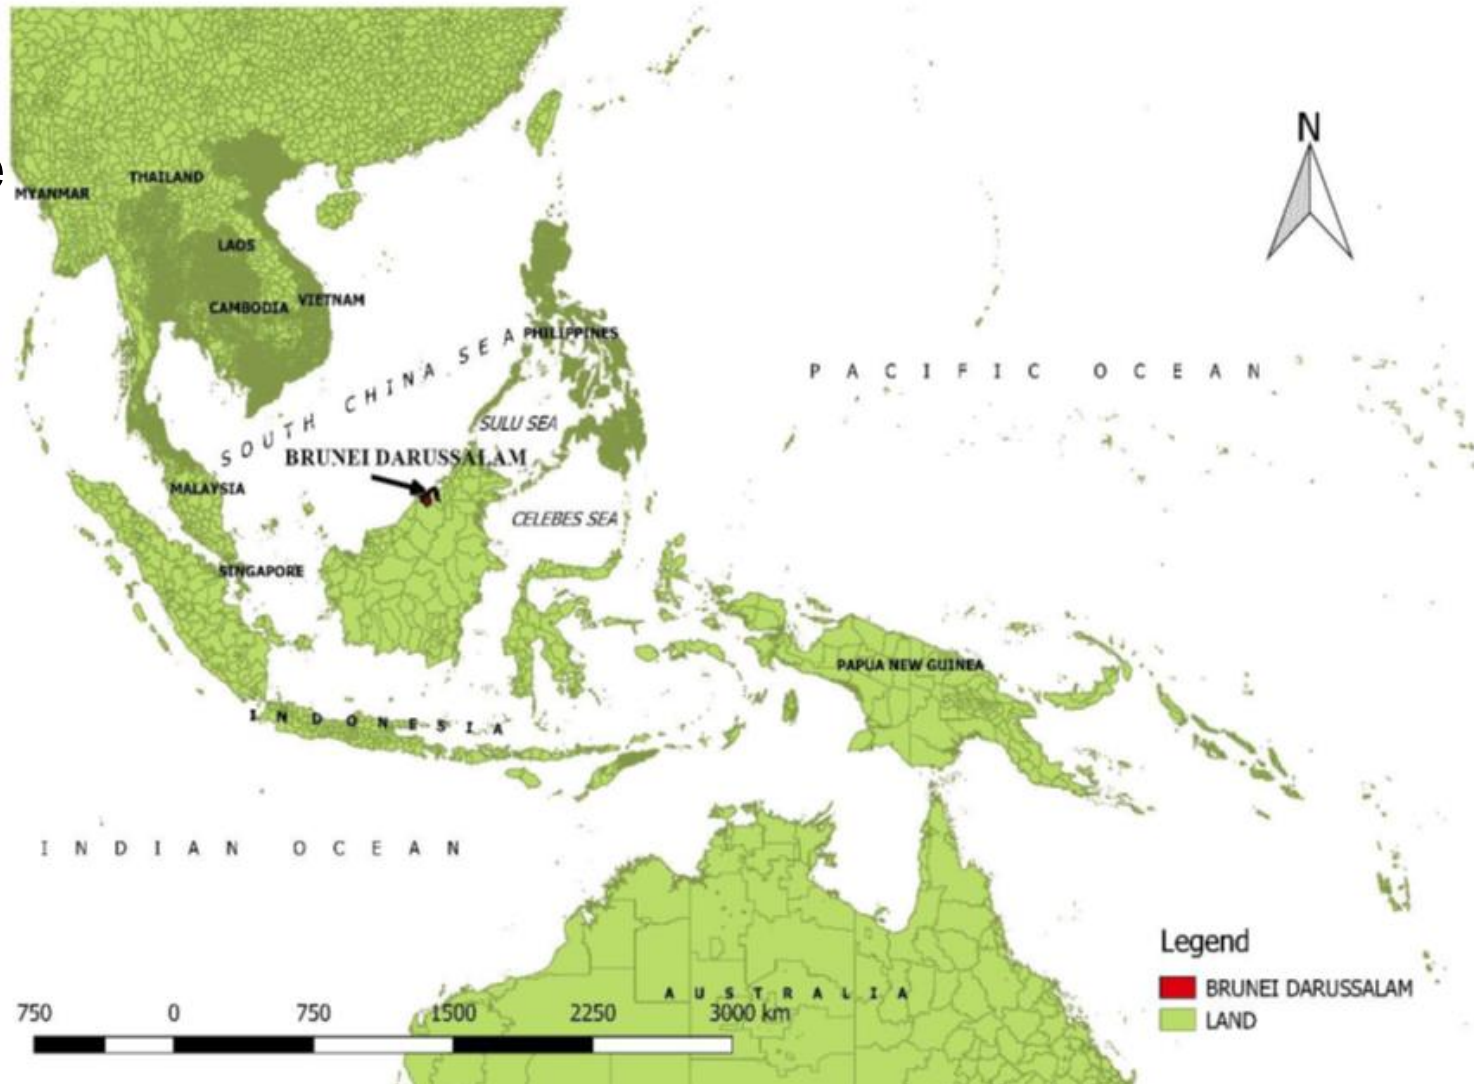 N
e
THAILAND
MYANMAR
LAOS
CAMBODIA
VIETNAM
PHILIPPINES
SOUTH CHINA SEA
PACIFIC OCEAN
SULU SEA
BRUNEI DARUSSALAM
MALAYSIA
CELEBES SEA
SINGAPORE
PAPUA NEW GUINEA
INDONESIA
INDIAN OCEAN
AUSTRALIA
Legend
BRUNEI DARUSSALAM
LAND
750 0 750 1500 2250 3000 km